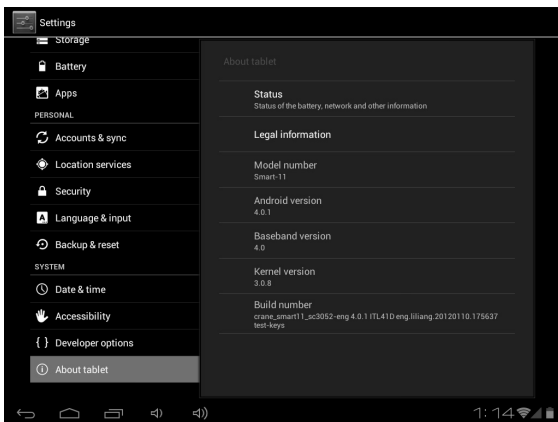 Settings
Storage
Battery
Apps
PERSONAL
Accounts & sync
Location services
Security
A Language & input
Backup & reset
SYSTEM
Date & time
Accessibility
{ } Developer options
About tablet
About tablet
Status
Status of the battery, network and other information
Legal information
Model number
Smart-11
Android version
4.0.1
Baseband version
4.0
Kernel version
3.0.8
Build number
crane_smart11_sc3052-eng 4.0.1 ITL41D eng.liliang.20120110.175637
test-keys
1:14